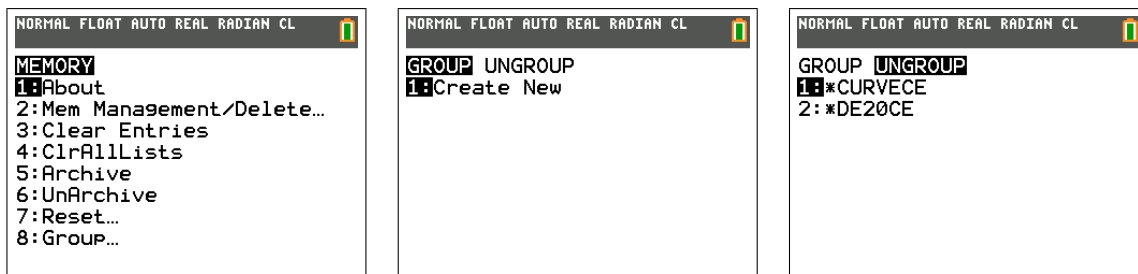 NORMAL FLOAT AUTO REAL RADIAN CL
MEMORY
1:About
2:Mem Management/Delete…
3:Clear Entries
4:ClrAllLists
5:Archive
6:UnArchive
7:Reset…
8:Group…
NORMAL FLOAT AUTO REAL RADIAN CL
GROUP UNGROUP
1:Create New
NORMAL FLOAT AUTO REAL RADIAN CL
GROUP UNGROUP
1:*CURVECE
2:*DE20CE